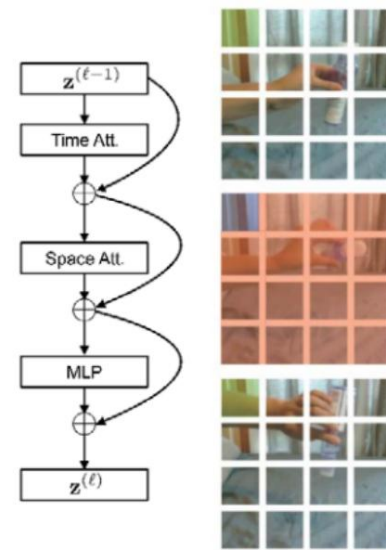 z^{(ℓ−1)}
Time Att.
Space Att.
MLP
z^{(ℓ)}